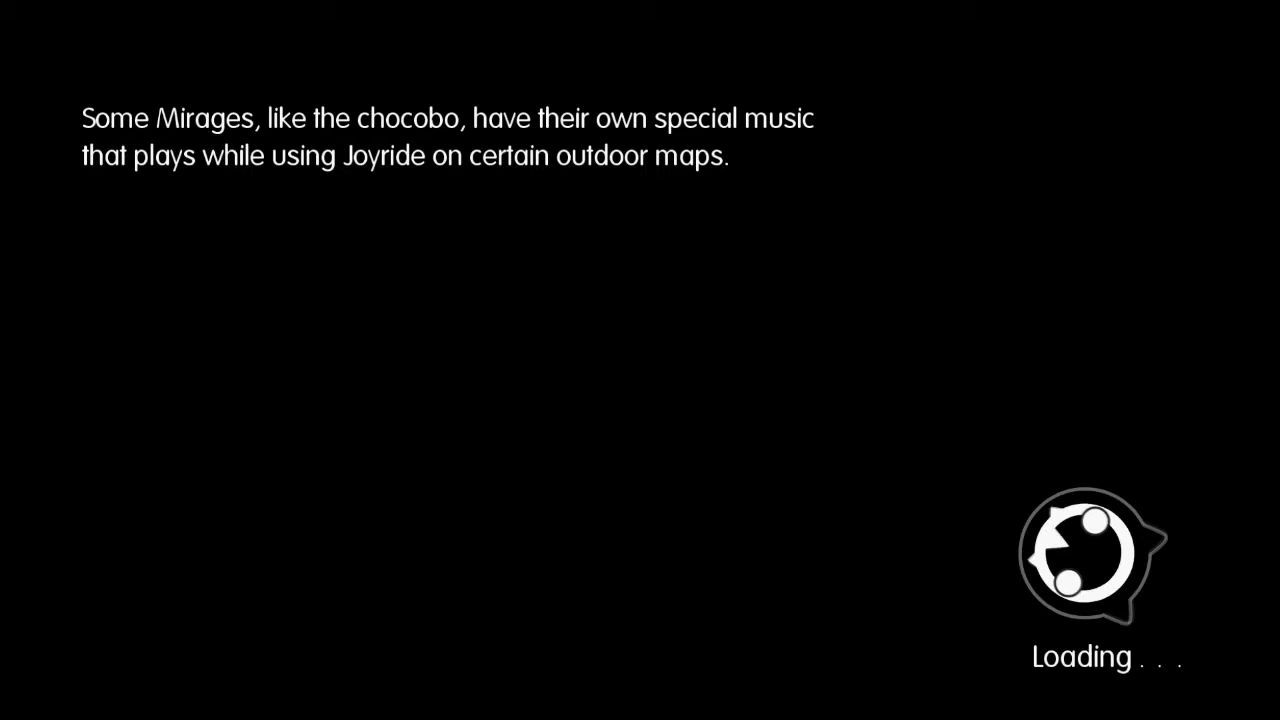 Some Mirages, like the chocobo, have their own special music
that plays while using Joyride on certain outdoor maps.
Loading . . .